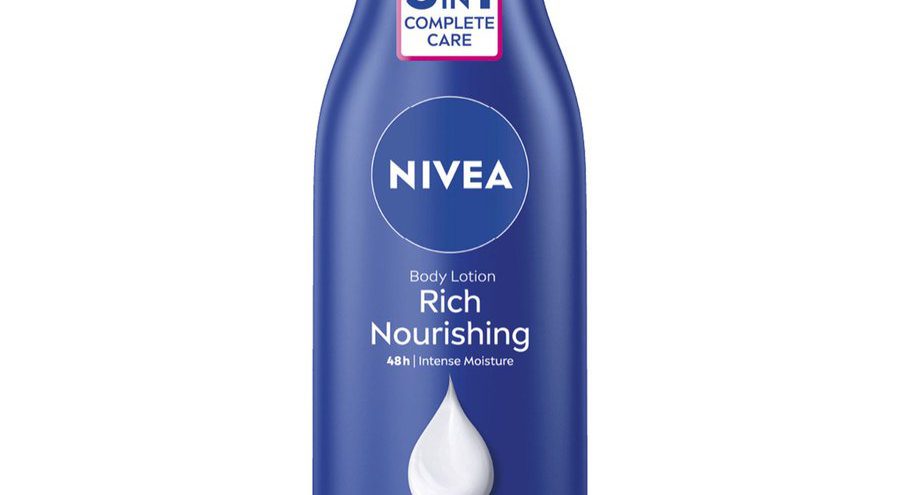 COMPLETE
CARE
NIVEA
Body Lotion
Rich
Nourishing
48h | Intense Moisture